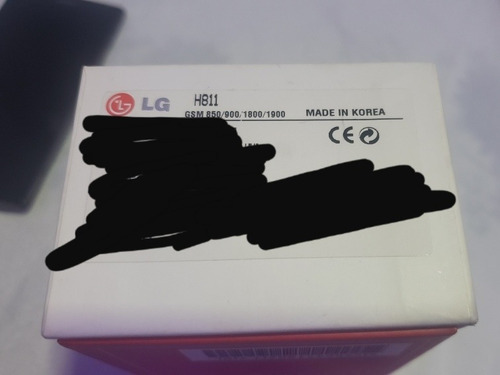 LG H811
GSM 850/900/1800/1900 MADE IN KOREA
CE